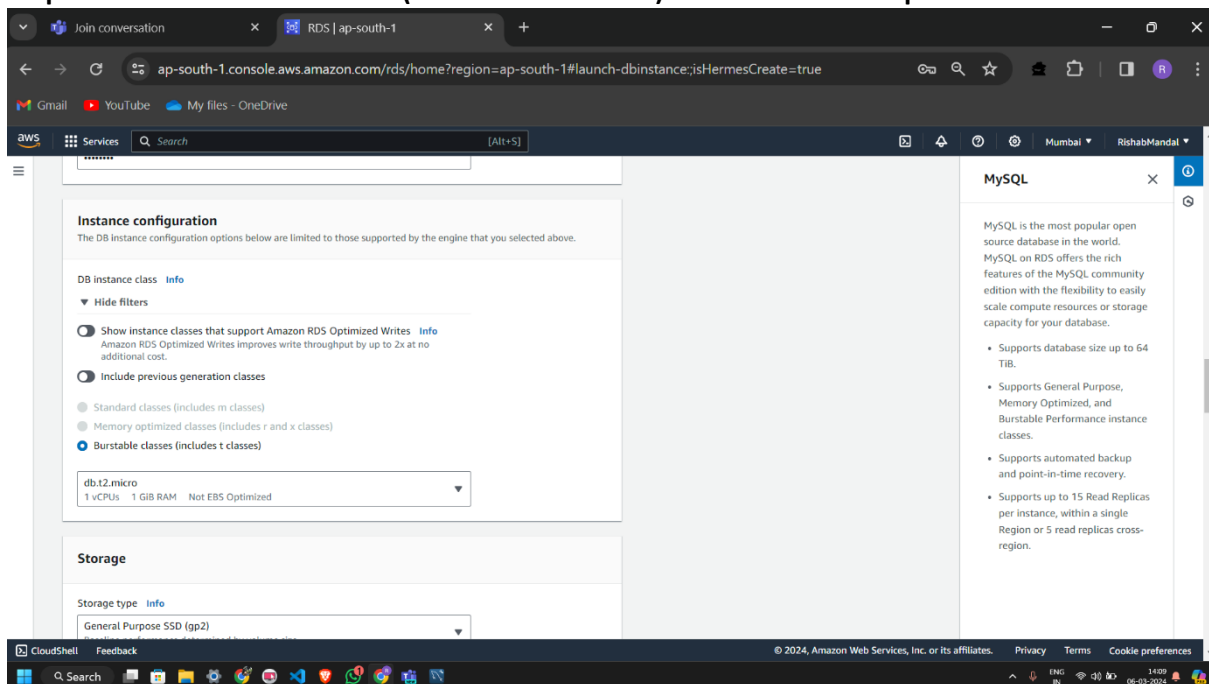 Join conversation
RDS | ap-south-1
ap-south-1.console.aws.amazon.com/rds/home?region=ap-south-1#launch-dbinstance:;isHermesCreate=true
R
Gmail YouTube My files - OneDrive
aws Services Search [Alt+S] Mumbai RishabMandal
Instance configuration
The DB instance configuration options below are limited to those supported by the engine that you selected above.
DB instance class Info
Hide filters
Show instance classes that support Amazon RDS Optimized Writes Info
Amazon RDS Optimized Writes improves write throughput by up to 2x at no
additional cost.
Include previous generation classes
Standard classes (includes m classes)
Memory optimized classes (includes r and x classes)
Burstable classes (includes t classes)
db.t2.micro
1 vCPUs 1 GiB RAM Not EBS Optimized
Storage
Storage type Info
General Purpose SSD (gp2)
MySQL
MySQL is the most popular open
source database in the world.
MySQL on RDS offers the rich
features of the MySQL community
edition with the flexibility to easily
scale compute resources or storage
capacity for your database.
• Supports database size up to 64
TiB.
• Supports General Purpose,
Memory Optimized, and
Burstable Performance instance
classes.
• Supports automated backup
and point-in-time recovery.
• Supports up to 15 Read Replicas
per instance, within a single
Region or 5 read replicas cross-
region.
CloudShell Feedback © 2024, Amazon Web Services, Inc. or its affiliates. Privacy Terms Cookie preferences
Search
ENG
IN
14:09
06-03-2024